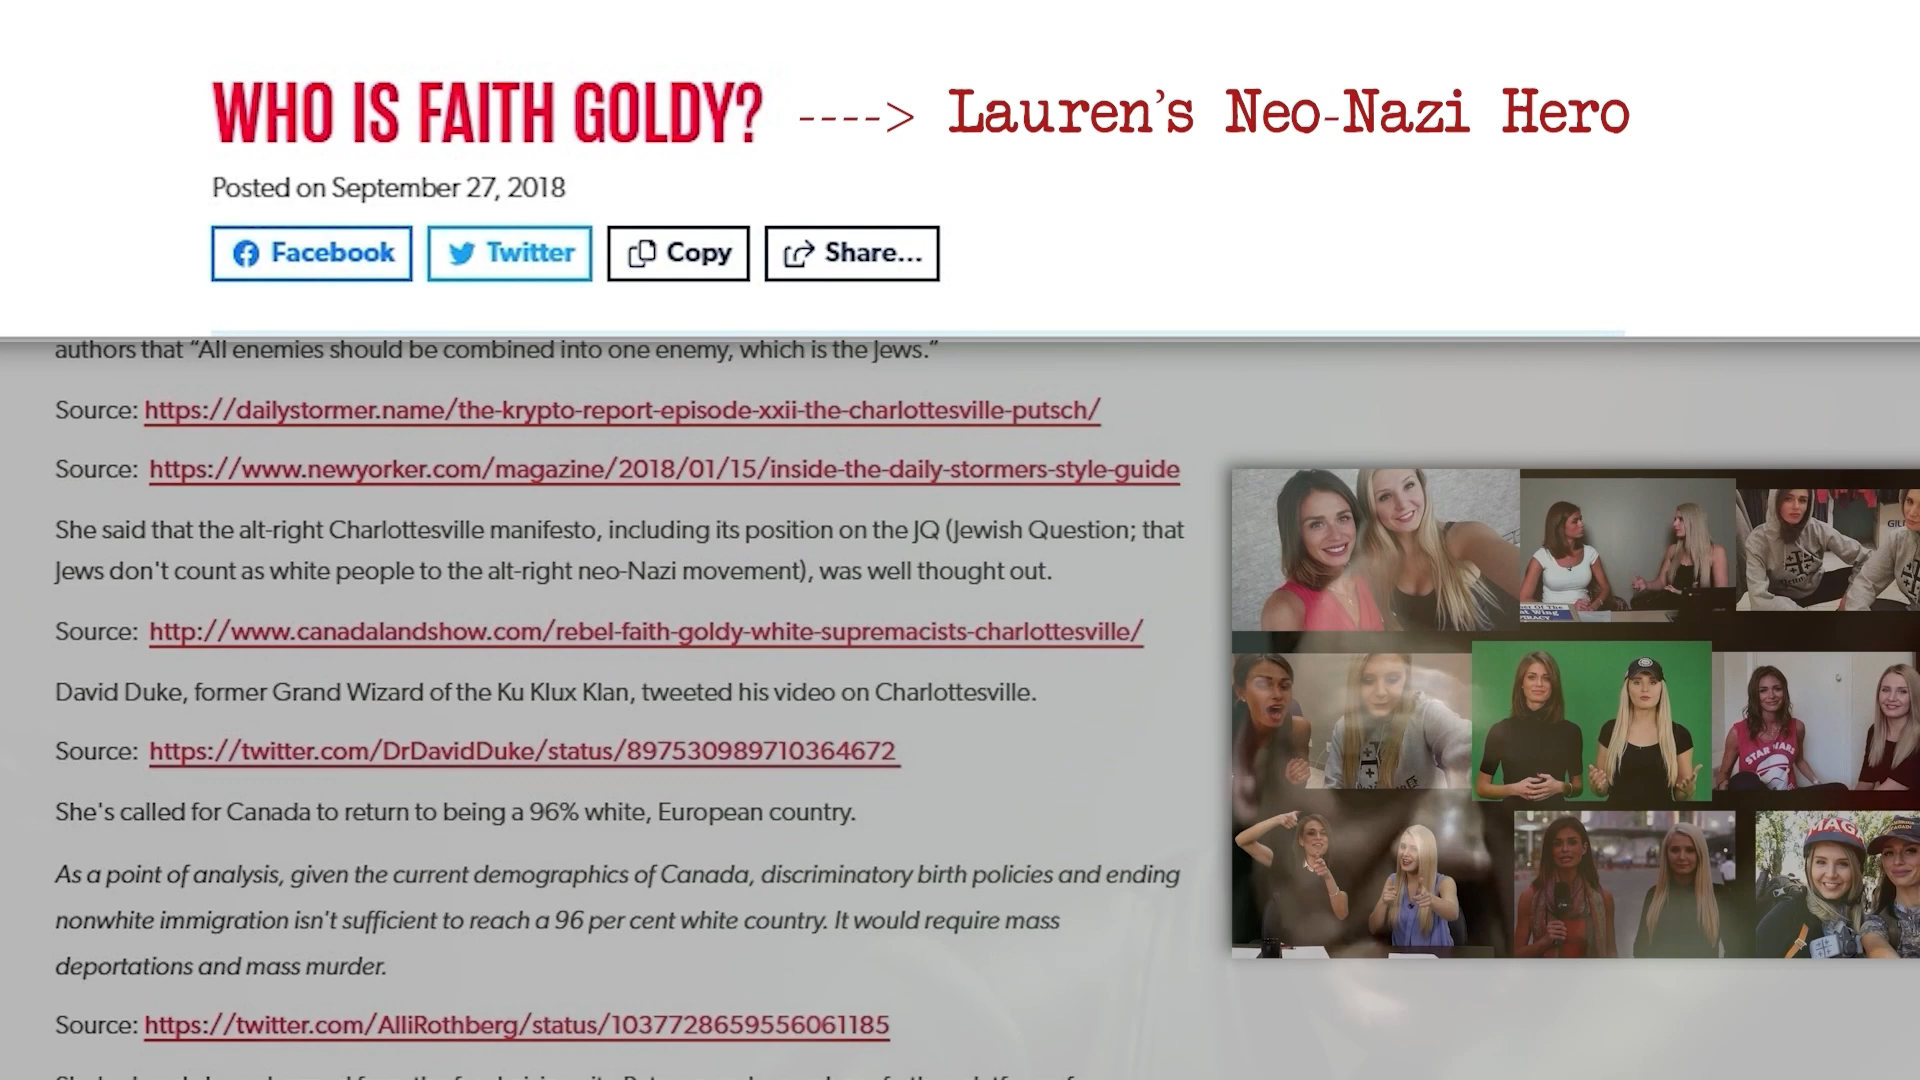 WHO IS FAITH GOLDY? ----> Lauren’s Neo-Nazi Hero
Posted on September 27, 2018
Facebook Twitter Copy Share...
authors that “All enemies should be combined into one enemy, which is the Jews.”
Source: https://dailystormer.name/the-krypto-report-episode-xxii-the-charlottesville-putsch/
Source: https://www.newyorker.com/magazine/2018/01/15/inside-the-daily-stormers-style-guide
She said that the alt-right Charlottesville manifesto, including its position on the JQ (Jewish Question; that
Jews don't count as white people to the alt-right neo-Nazi movement), was well thought out.
Source: http://www.canadalandshow.com/rebel-faith-goldy-white-supremacists-charlottesville/
David Duke, former Grand Wizard of the Ku Klux Klan, tweeted his video on Charlottesville.
Source: https://twitter.com/DrDavidDuke/status/897530989710364672
She's called for Canada to return to being a 96% white, European country.
As a point of analysis, given the current demographics of Canada, discriminatory birth policies and ending
nonwhite immigration isn't sufficient to reach a 96 per cent white country. It would require mass
deportations and mass murder.
Source: https://twitter.com/AlliRothberg/status/1037728659556061185
STAR WARS
MAGA